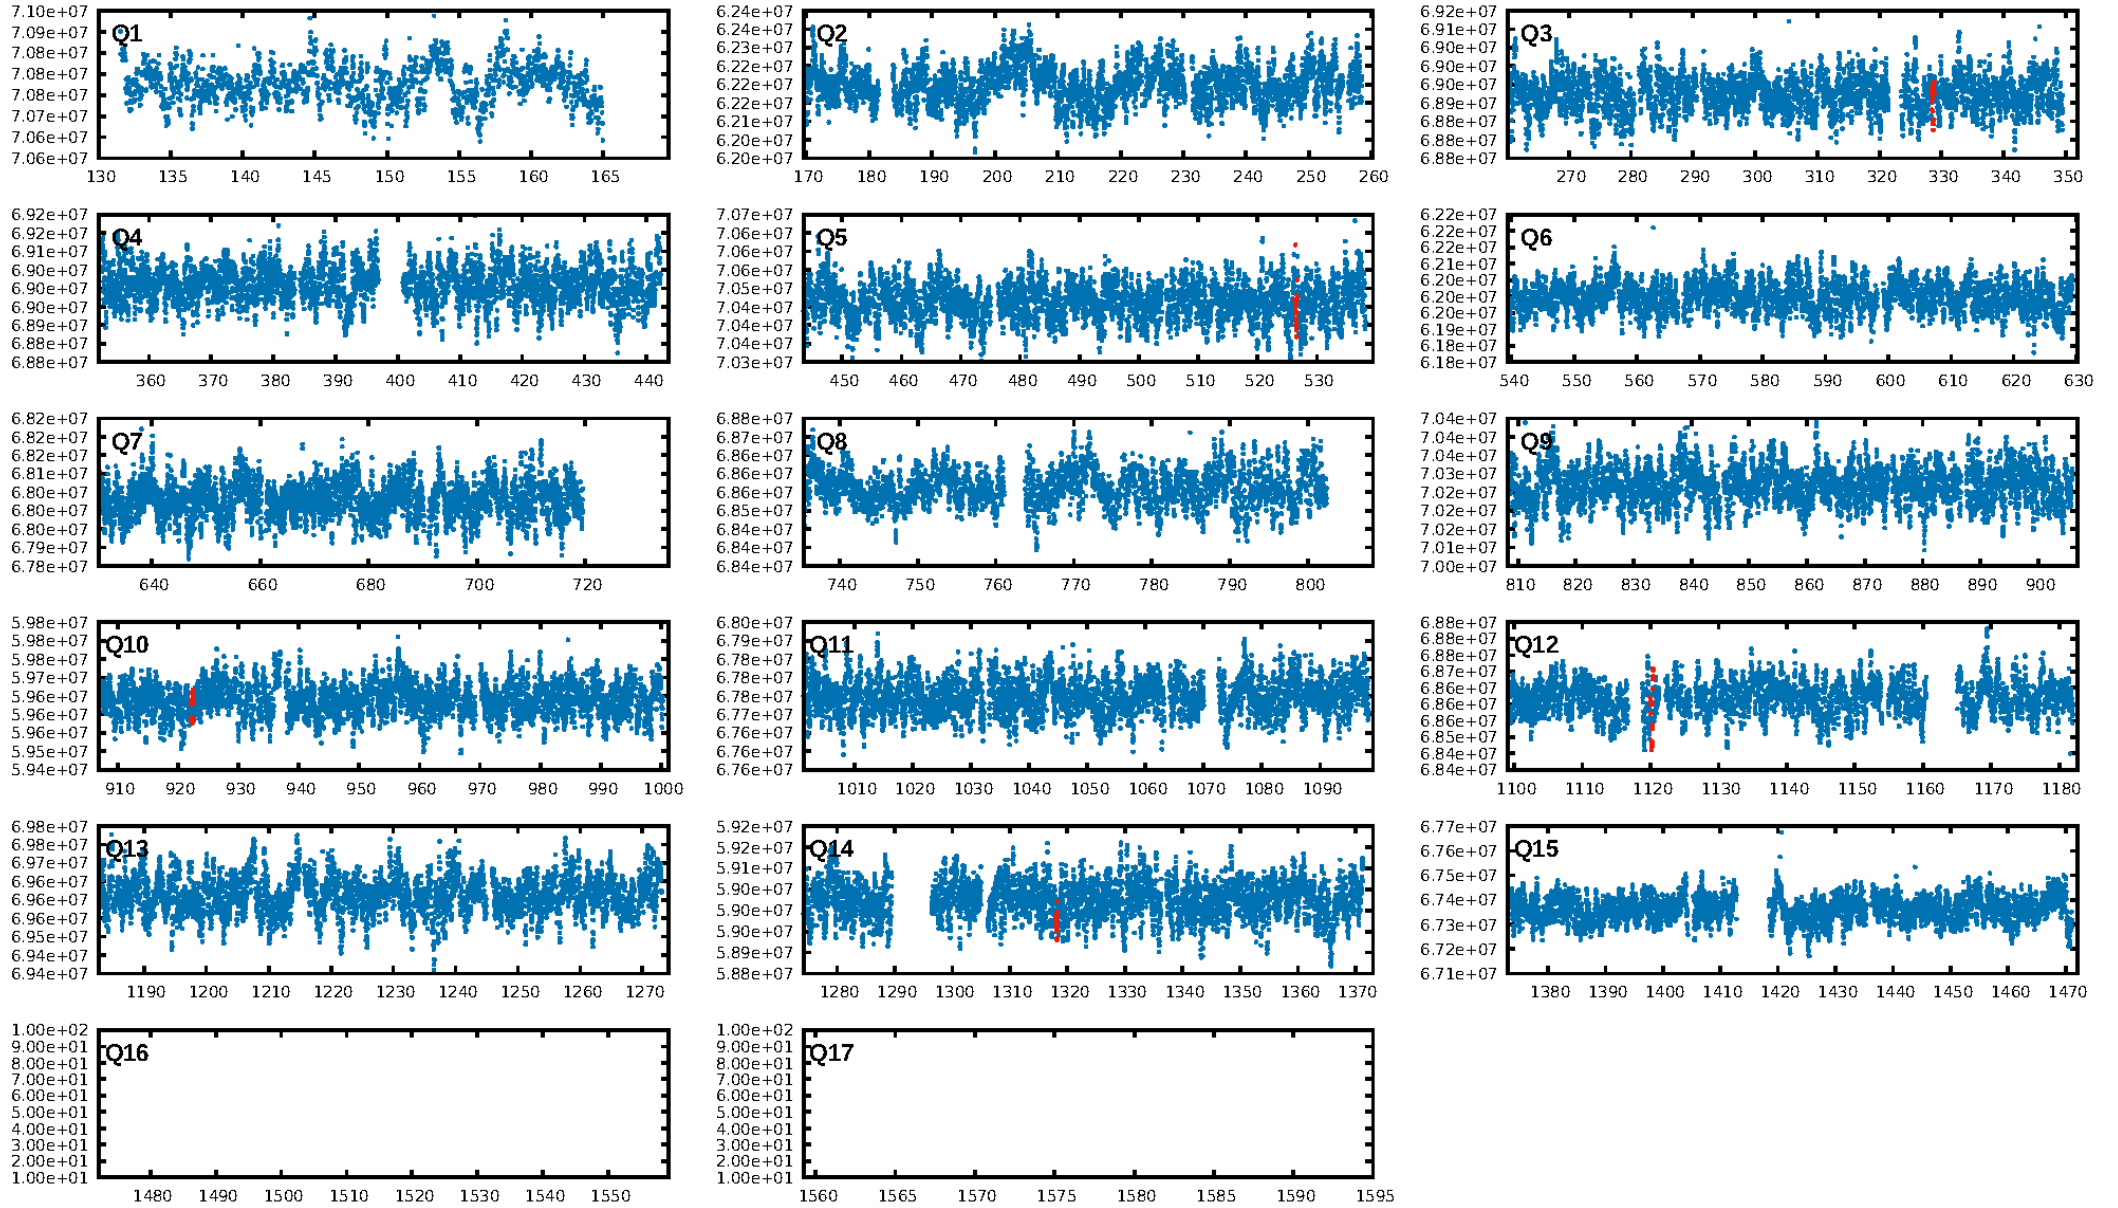 7.10e+07
7.09e+07
7.08e+07
7.08e+07
7.08e+07
7.07e+07
7.06e+07
7.06e+07
Q1
130 135 140 145 150 155 160 165
6.24e+07
6.24e+07
6.23e+07
6.22e+07
6.22e+07
6.22e+07
6.21e+07
6.20e+07
6.20e+07
Q2
170 180 190 200 210 220 230 240 250 260
6.92e+07
6.91e+07
6.90e+07
6.90e+07
6.90e+07
6.89e+07
6.88e+07
6.88e+07
6.88e+07
Q3
270 280 290 300 310 320 330 340 350
6.92e+07
6.92e+07
6.91e+07
6.90e+07
6.90e+07
6.90e+07
6.89e+07
6.88e+07
6.88e+07
Q4
360 370 380 390 400 410 420 430 440
7.07e+07
7.06e+07
7.06e+07
7.06e+07
7.05e+07
7.04e+07
7.04e+07
7.04e+07
7.03e+07
Q5
450 460 470 480 490 500 510 520 530
6.22e+07
6.22e+07
6.22e+07
6.21e+07
6.20e+07
6.20e+07
6.20e+07
6.19e+07
6.18e+07
6.18e+07
Q6
540 550 560 570 580 590 600 610 620 630
6.82e+07
6.82e+07
6.82e+07
6.81e+07
6.80e+07
6.80e+07
6.80e+07
6.79e+07
6.78e+07
Q7
640 660 680 700 720
6.88e+07
6.87e+07
6.86e+07
6.86e+07
6.86e+07
6.85e+07
6.84e+07
6.84e+07
6.84e+07
Q8
740 750 760 770 780 790 800
7.04e+07
7.04e+07
7.04e+07
7.03e+07
7.02e+07
7.02e+07
7.02e+07
7.01e+07
7.00e+07
Q9
810 820 830 840 850 860 870 880 890 900
5.98e+07
5.98e+07
5.98e+07
5.97e+07
5.96e+07
5.96e+07
5.96e+07
5.95e+07
5.94e+07
Q10
910 920 930 940 950 960 970 980 990 1000
6.80e+07
6.79e+07
6.78e+07
6.78e+07
6.78e+07
6.77e+07
6.76e+07
6.76e+07
6.76e+07
Q11
1010 1020 1030 1040 1050 1060 1070 1080 1090
6.88e+07
6.88e+07
6.88e+07
6.87e+07
6.86e+07
6.86e+07
6.86e+07
6.85e+07
6.84e+07
6.84e+07
Q12
1100 1110 1120 1130 1140 1150 1160 1170 1180
6.98e+07
6.98e+07
6.97e+07
6.96e+07
6.96e+07
6.96e+07
6.95e+07
6.94e+07
6.94e+07
Q13
1190 1200 1210 1220 1230 1240 1250 1260 1270
5.92e+07
5.92e+07
5.91e+07
5.90e+07
5.90e+07
5.90e+07
5.89e+07
5.88e+07
Q14
1280 1290 1300 1310 1320 1330 1340 1350 1360 1370
6.77e+07
6.76e+07
6.75e+07
6.74e+07
6.73e+07
6.72e+07
6.71e+07
Q15
1380 1390 1400 1410 1420 1430 1440 1450 1460 1470
1.00e+02
9.00e+01
8.00e+01
7.00e+01
6.00e+01
5.00e+01
4.00e+01
3.00e+01
2.00e+01
1.00e+01
Q16
1480 1490 1500 1510 1520 1530 1540 1550
1.00e+02
9.00e+01
8.00e+01
7.00e+01
6.00e+01
5.00e+01
4.00e+01
3.00e+01
2.00e+01
1.00e+01
Q17
1560 1565 1570 1575 1580 1585 1590 1595